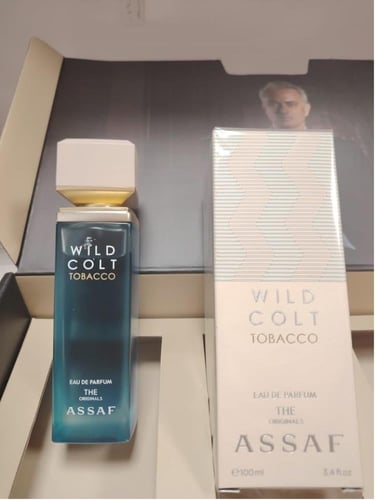 WILD
COLT
TOBACCO
EAU DE PARFUM
THE
ORIGINALS
ASSAF
WILD
COLT
TOBACCO
EAU DE PARFUM
THE
ORIGINALS
ASSAF
℮100ml 3.4 fl.oz